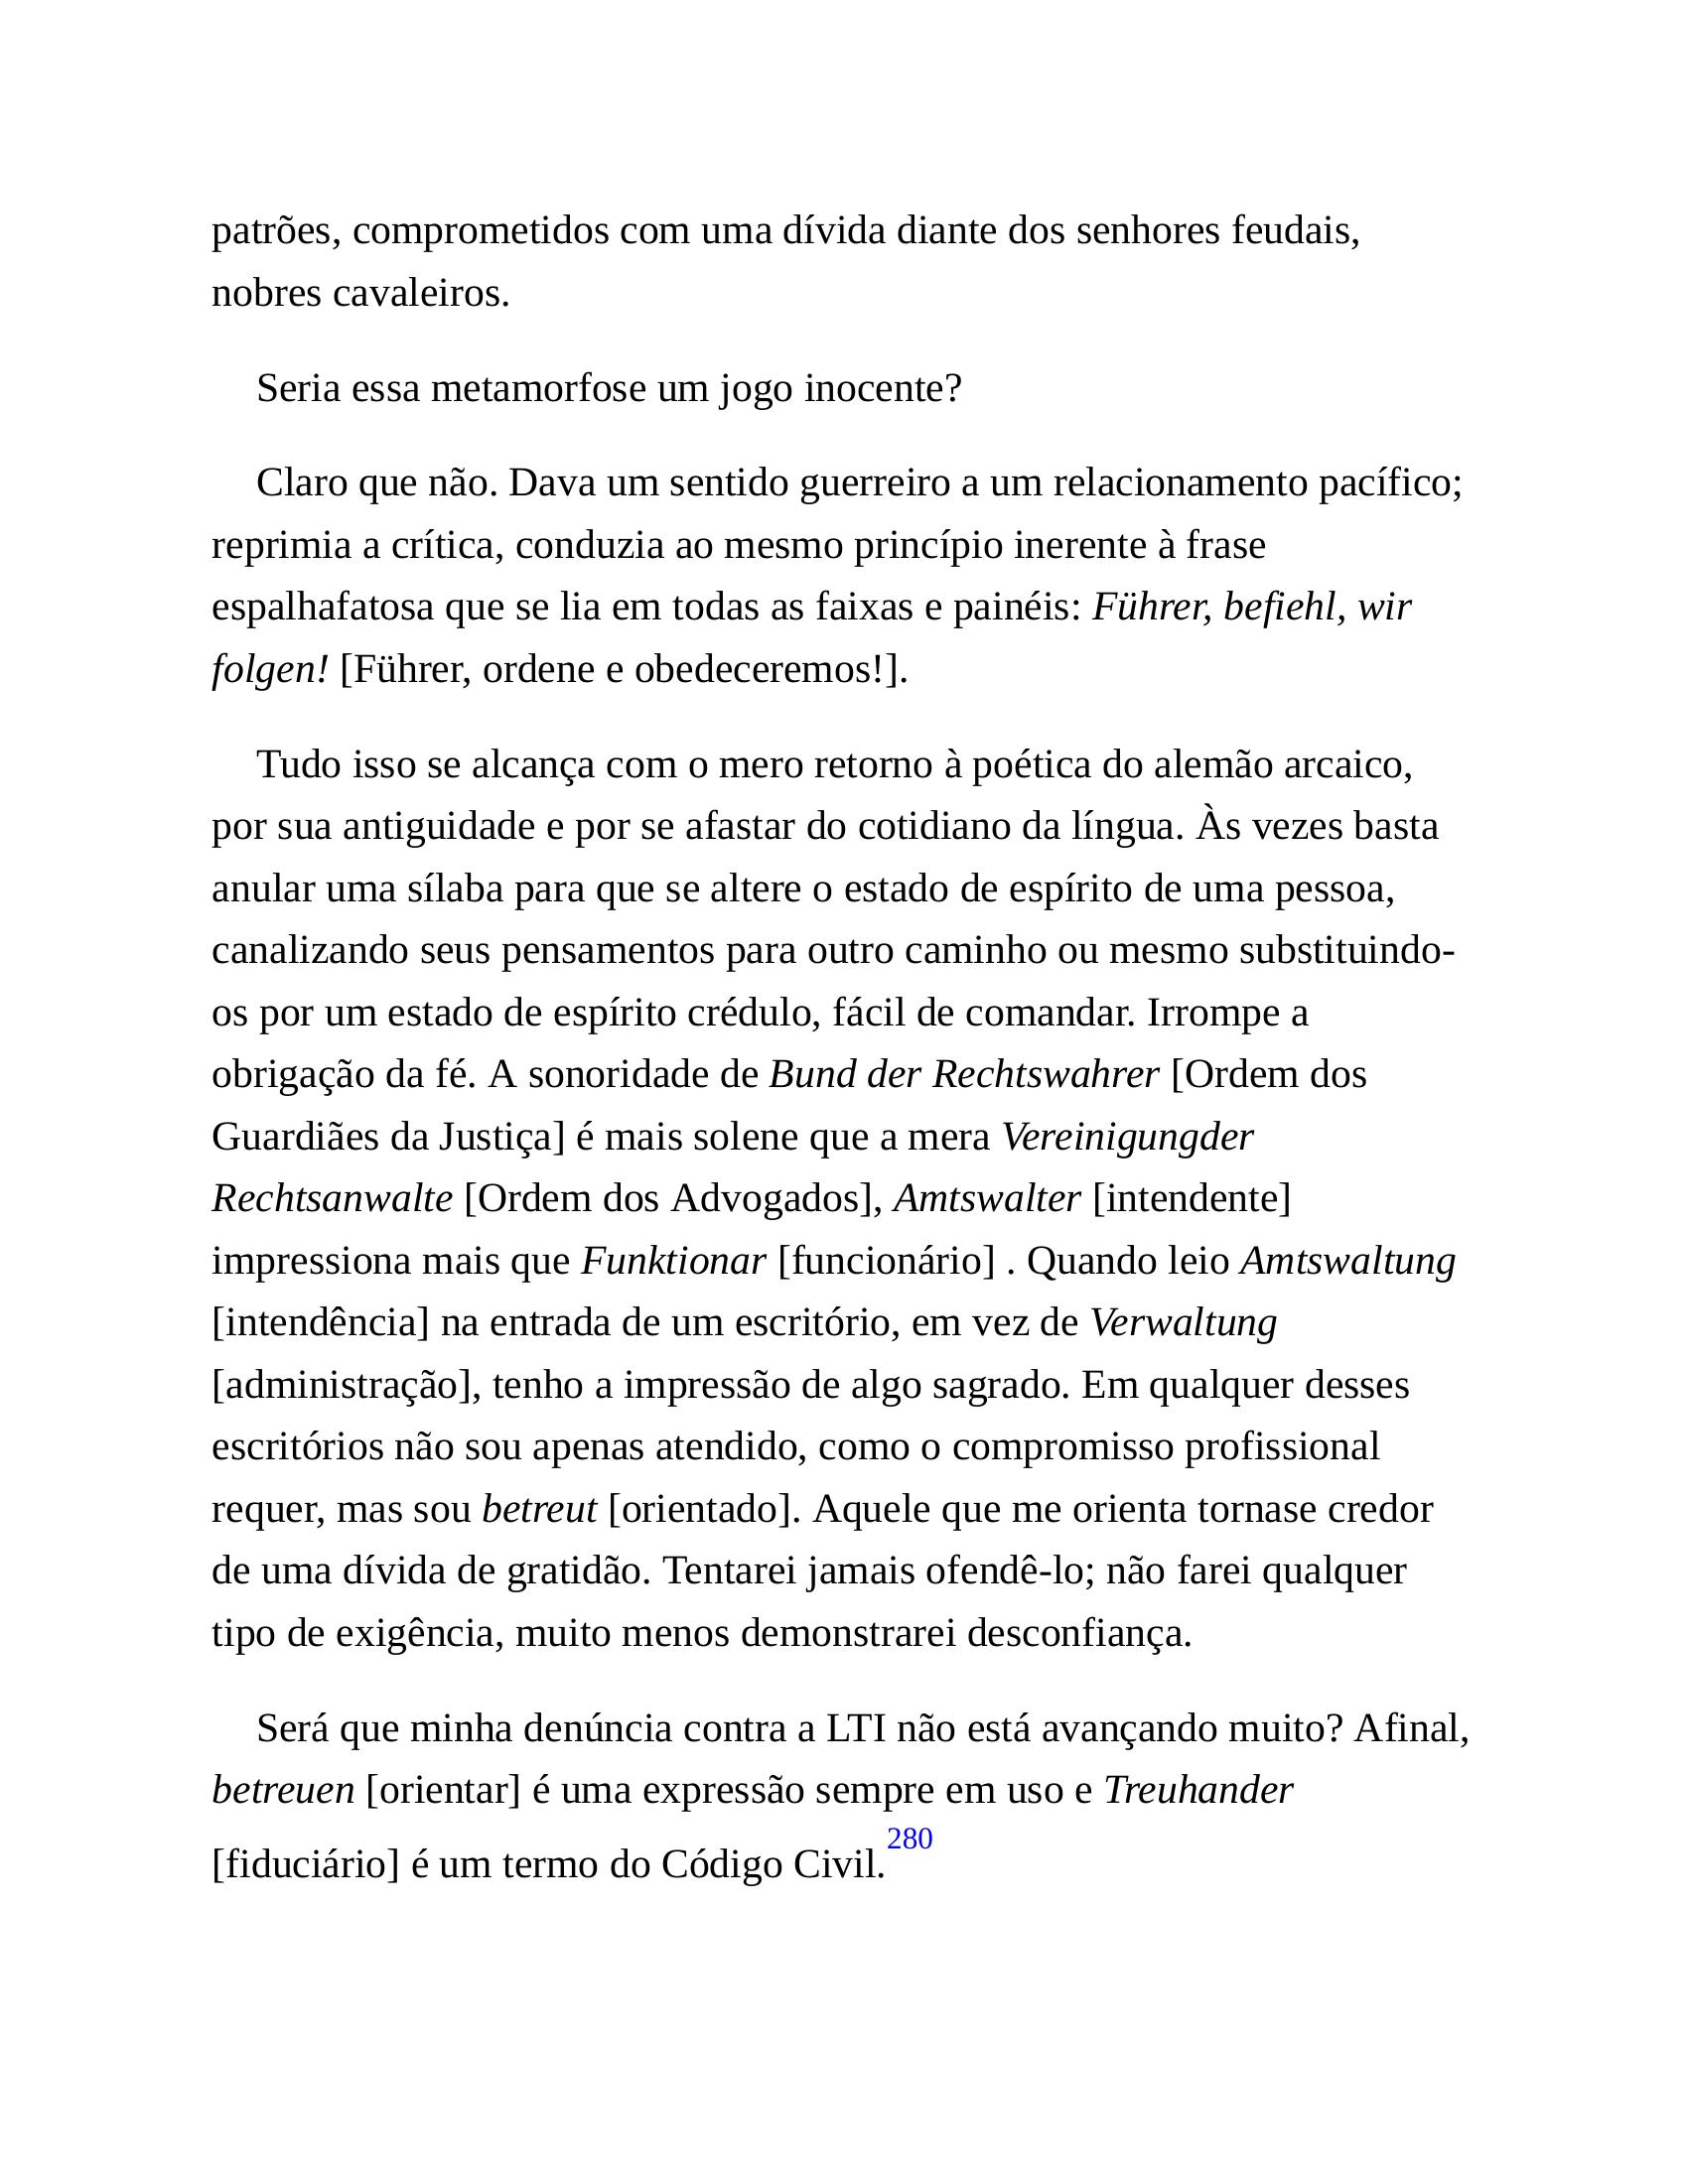 patrões, comprometidos com uma dívida diante dos senhores feudais,
nobres cavaleiros.
Seria essa metamorfose um jogo inocente?
Claro que não. Dava um sentido guerreiro a um relacionamento pacífico;
reprimia a crítica, conduzia ao mesmo princípio inerente à frase
espalhafatosa que se lia em todas as faixas e painéis: Führer, befiehl, wir
folgen! [Führer, ordene e obedeceremos!].
Tudo isso se alcança com o mero retorno à poética do alemão arcaico,
por sua antiguidade e por se afastar do cotidiano da língua. Às vezes basta
anular uma sílaba para que se altere o estado de espírito de uma pessoa,
canalizando seus pensamentos para outro caminho ou mesmo substituindo-
os por um estado de espírito crédulo, fácil de comandar. Irrompe a
obrigação da fé. A sonoridade de Bund der Rechtswahrer [Ordem dos
Guardiães da Justiça] é mais solene que a mera Vereinigungder
Rechtsanwalte [Ordem dos Advogados], Amtswalter [intendente]
impressiona mais que Funktionar [funcionário] . Quando leio Amtswaltung
[intendência] na entrada de um escritório, em vez de Verwaltung
[administração], tenho a impressão de algo sagrado. Em qualquer desses
escritórios não sou apenas atendido, como o compromisso profissional
requer, mas sou betreut [orientado]. Aquele que me orienta tornase credor
de uma dívida de gratidão. Tentarei jamais ofendê-lo; não farei qualquer
tipo de exigência, muito menos demonstrarei desconfiança.
Será que minha denúncia contra a LTI não está avançando muito? Afinal,
betreuen [orientar] é uma expressão sempre em uso e Treuhander
[fiduciário] é um termo do Código Civil.280